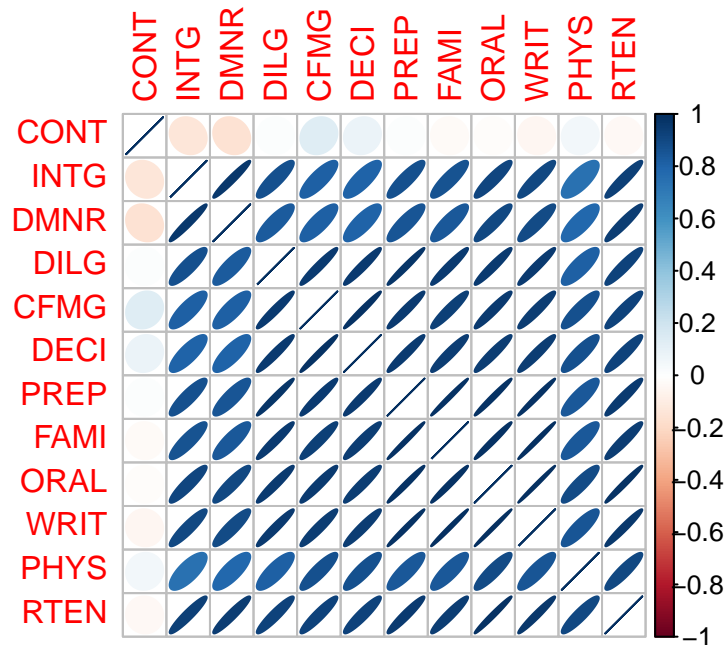 CONT INTG DMNR DILG CFMG DECI PREP FAMI ORAL WRIT PHYS RTEN
CONT
INTG
DMNR
DILG
CFMG
DECI
PREP
FAMI
ORAL
WRIT
PHYS
RTEN
1
0.8
0.6
0.4
0.2
0
−0.2
−0.4
−0.6
−0.8
−1